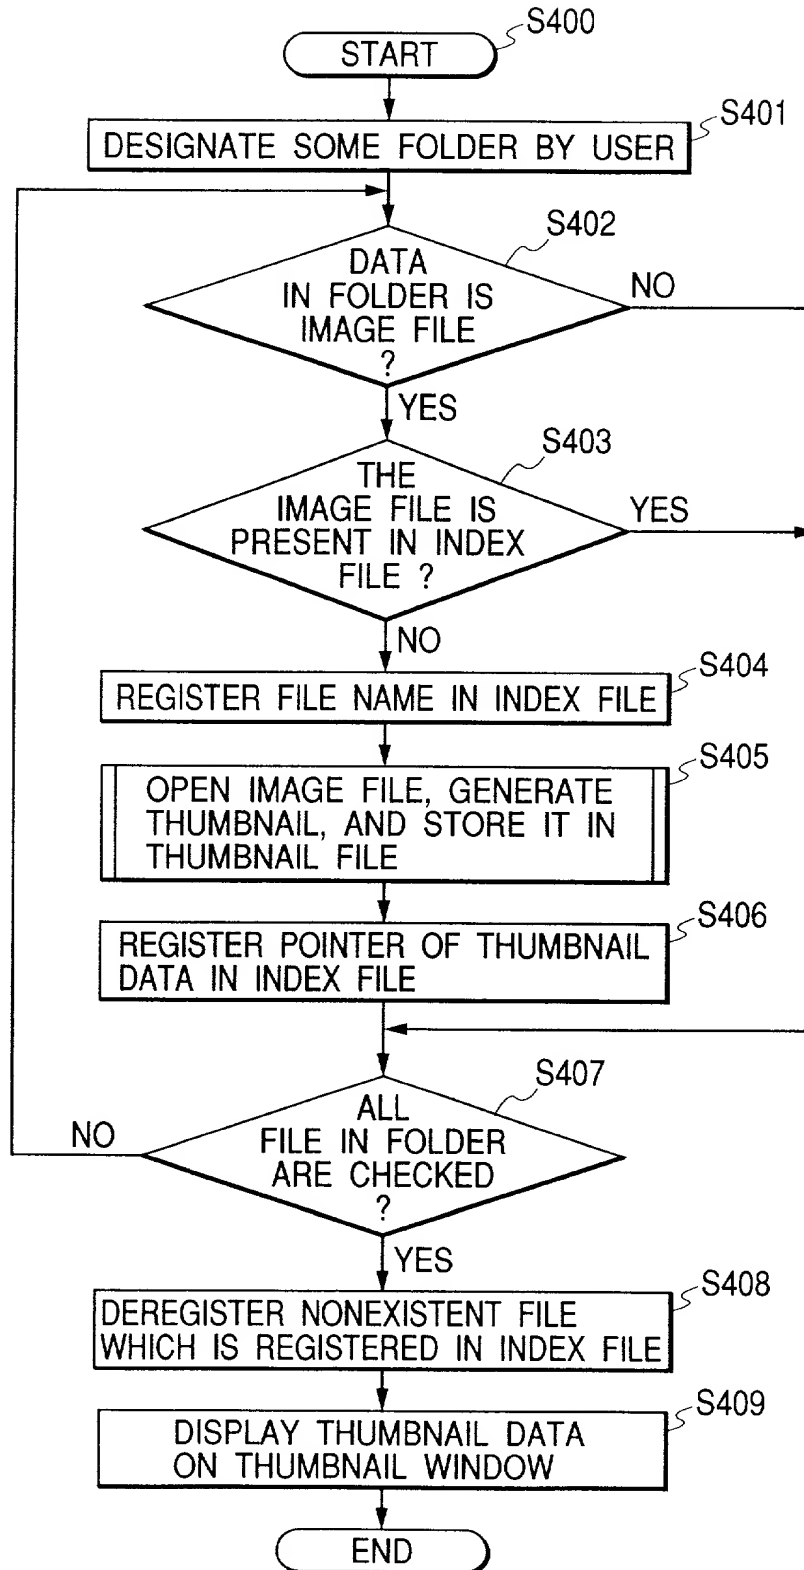 S400
START
S401
DESIGNATE SOME FOLDER BY USER
S402
DATA
IN FOLDER IS
IMAGE FILE
?
NO
YES
S403
THE
IMAGE FILE IS
PRESENT IN INDEX
FILE ?
YES
NO
S404
REGISTER FILE NAME IN INDEX FILE
S405
OPEN IMAGE FILE, GENERATE
THUMBNAIL, AND STORE IT IN
THUMBNAIL FILE
S406
REGISTER POINTER OF THUMBNAIL
DATA IN INDEX FILE
S407
ALL
FILE IN FOLDER
ARE CHECKED
?
NO
YES
S408
DEREGISTER NONEXISTENT FILE
WHICH IS REGISTERED IN INDEX FILE
S409
DISPLAY THUMBNAIL DATA
ON THUMBNAIL WINDOW
END